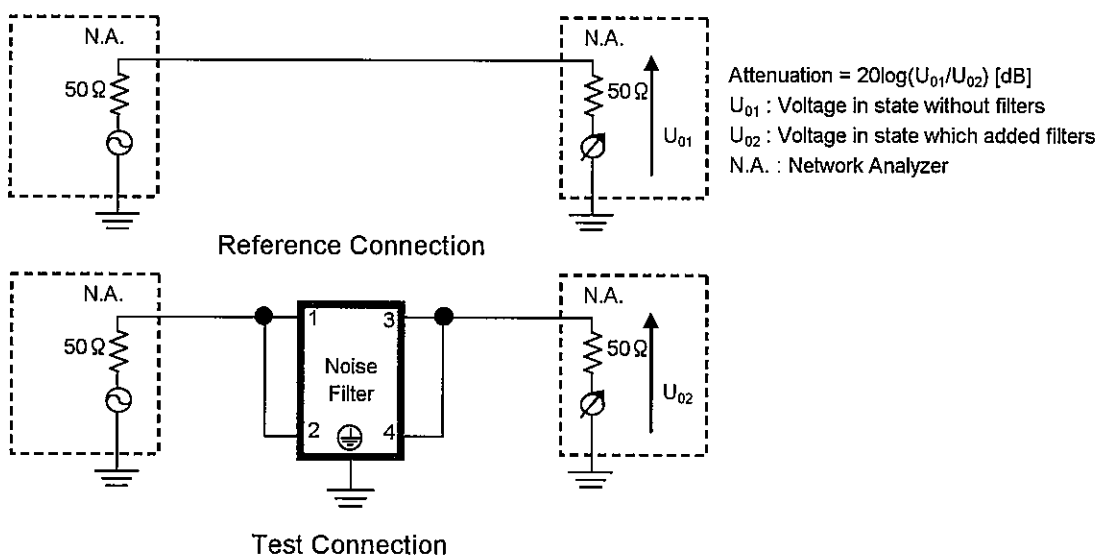 N.A.
50Ω
N.A.
50Ω
U01
Attenuation = 20log(U01/U02) [dB]
U01 : Voltage in state without filters
U02 : Voltage in state which added filters
N.A. : Network Analyzer
Reference Connection
N.A.
50Ω
1
3
Noise
Filter
2
4
N.A.
50Ω
U02
Test Connection